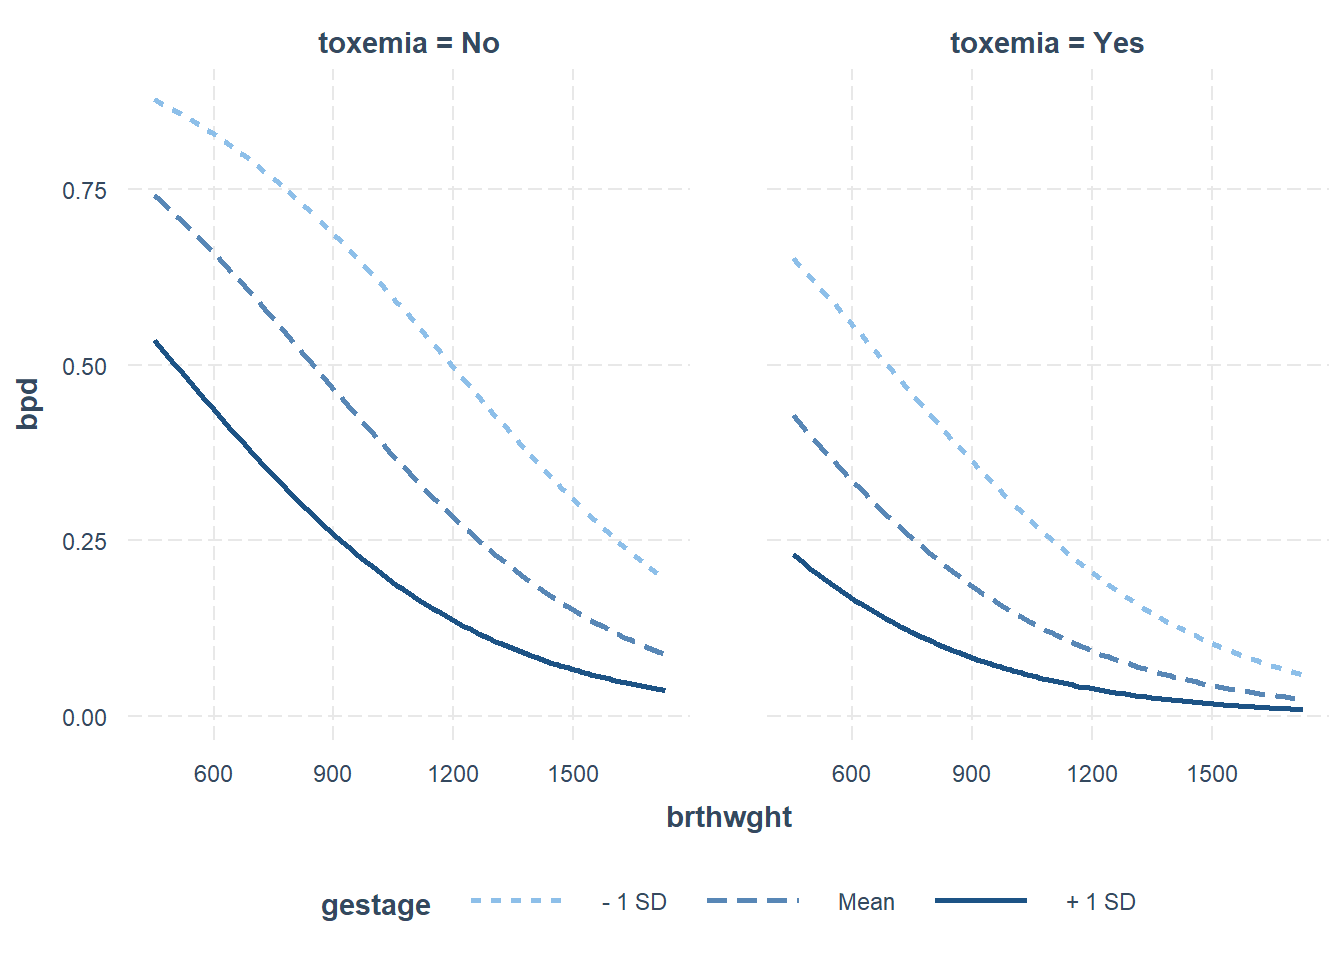 toxemia = No
toxemia = Yes
0.75
0.50
0.25
0.00
bpd
600 900 1200 1500
600 900 1200 1500
brthwght
gestage - 1 SD Mean + 1 SD